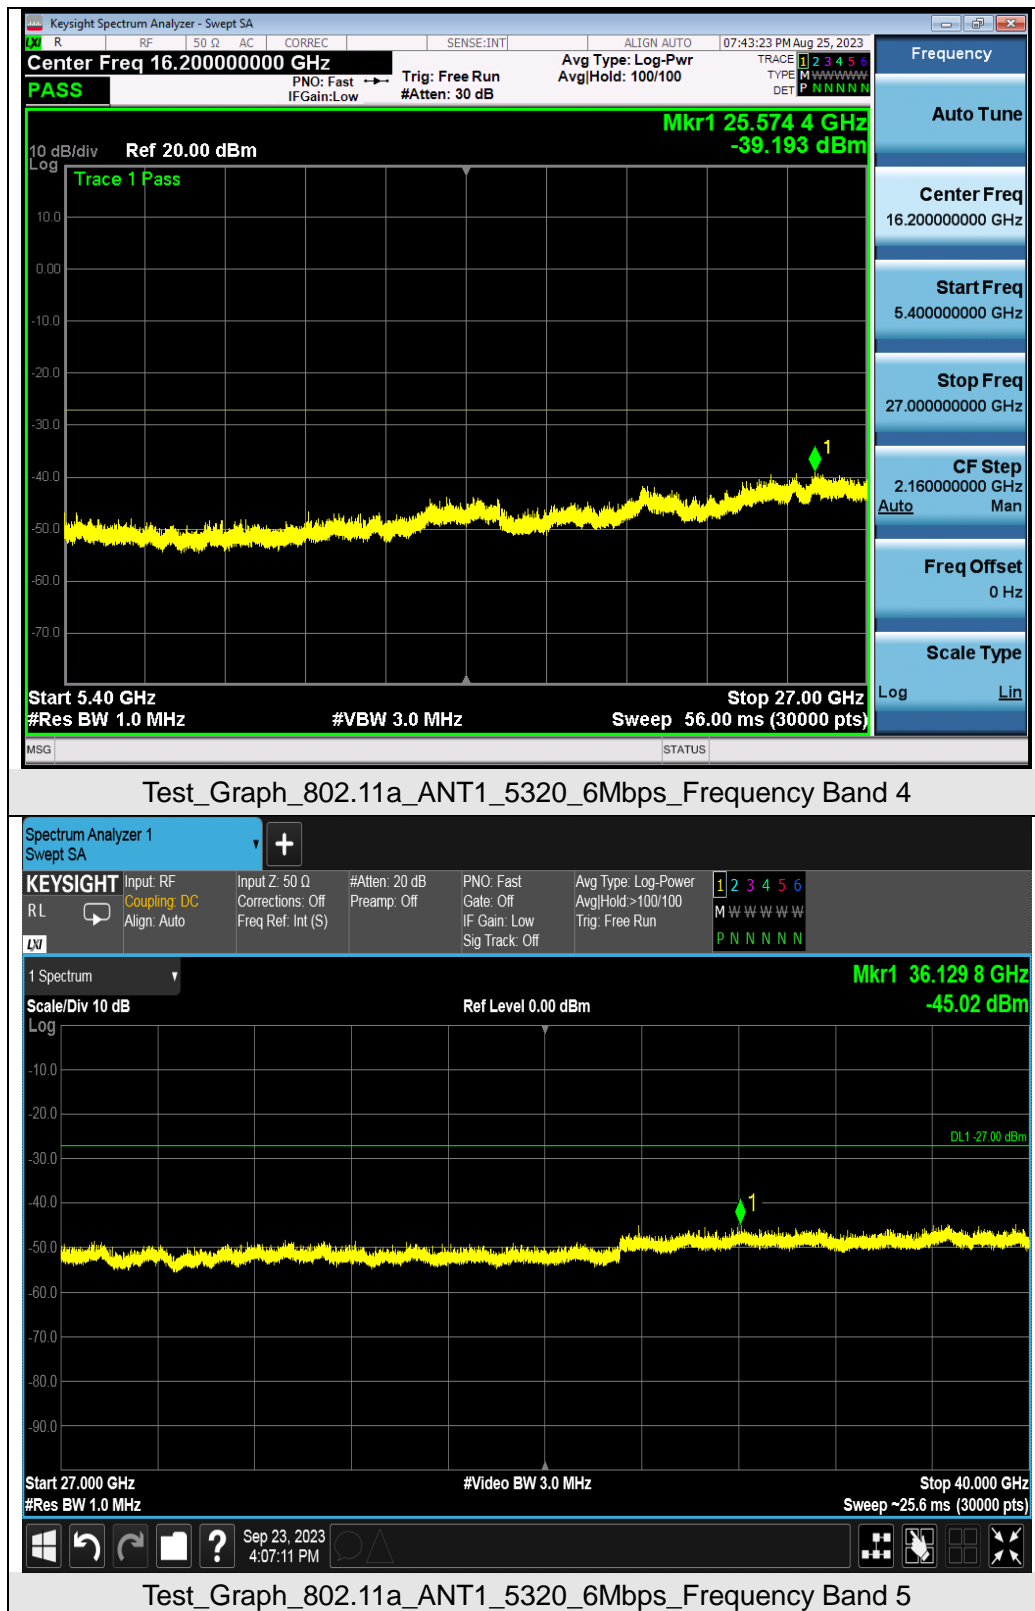 Keysight Spectrum Analyzer - Swept SA
LXI R RF 50 Ω AC CORREC SENSE:INT ALIGN AUTO 07:43:23 PM Aug 25, 2023
Center Freq 16.200000000 GHz
PASS
PNO: Fast
IFGain:Low
Trig: Free Run
#Atten: 30 dB
Avg Type: Log-Pwr
Avg|Hold: 100/100
TRACE 1 2 3 4 5 6
TYPE M W W W W W
DET P N N N N N
Mkr1 25.574 4 GHz
-39.193 dBm
10 dB/div Ref 20.00 dBm
Log
Trace 1 Pass
10.0
0.00
-10.0
-20.0
-30.0
-40.0
-50.0
-60.0
-70.0
1
Start 5.40 GHz Stop 27.00 GHz
#Res BW 1.0 MHz #VBW 3.0 MHz Sweep 56.00 ms (30000 pts)
MSG STATUS
Frequency
Auto Tune
Center Freq
16.200000000 GHz
Start Freq
5.400000000 GHz
Stop Freq
27.000000000 GHz
CF Step
2.160000000 GHz
Auto Man
Freq Offset
0 Hz
Scale Type
Log Lin
Test_Graph_802.11a_ANT1_5320_6Mbps_Frequency Band 4
Spectrum Analyzer 1
Swept SA
+
KEYSIGHT
R L
LXI
Input: RF
Coupling: DC
Align: Auto
Input Z: 50 Ω
Corrections: Off
Freq Ref: Int (S)
#Atten: 20 dB
Preamp: Off
PNO: Fast
Gate: Off
IF Gain: Low
Sig Track: Off
Avg Type: Log-Power
Avg|Hold:>100/100
Trig: Free Run
1 2 3 4 5 6
M W W W W W
P N N N N N
1 Spectrum
Mkr1 36.129 8 GHz
Scale/Div 10 dB Ref Level 0.00 dBm -45.02 dBm
Log
-10.0
-20.0
DL1 -27.00 dBm
-30.0
-40.0
-50.0
-60.0
-70.0
-80.0
-90.0
1
Start 27.000 GHz #Video BW 3.0 MHz Stop 40.000 GHz
#Res BW 1.0 MHz Sweep ~25.6 ms (30000 pts)
?
Sep 23, 2023
4:07:11 PM
Test_Graph_802.11a_ANT1_5320_6Mbps_Frequency Band 5